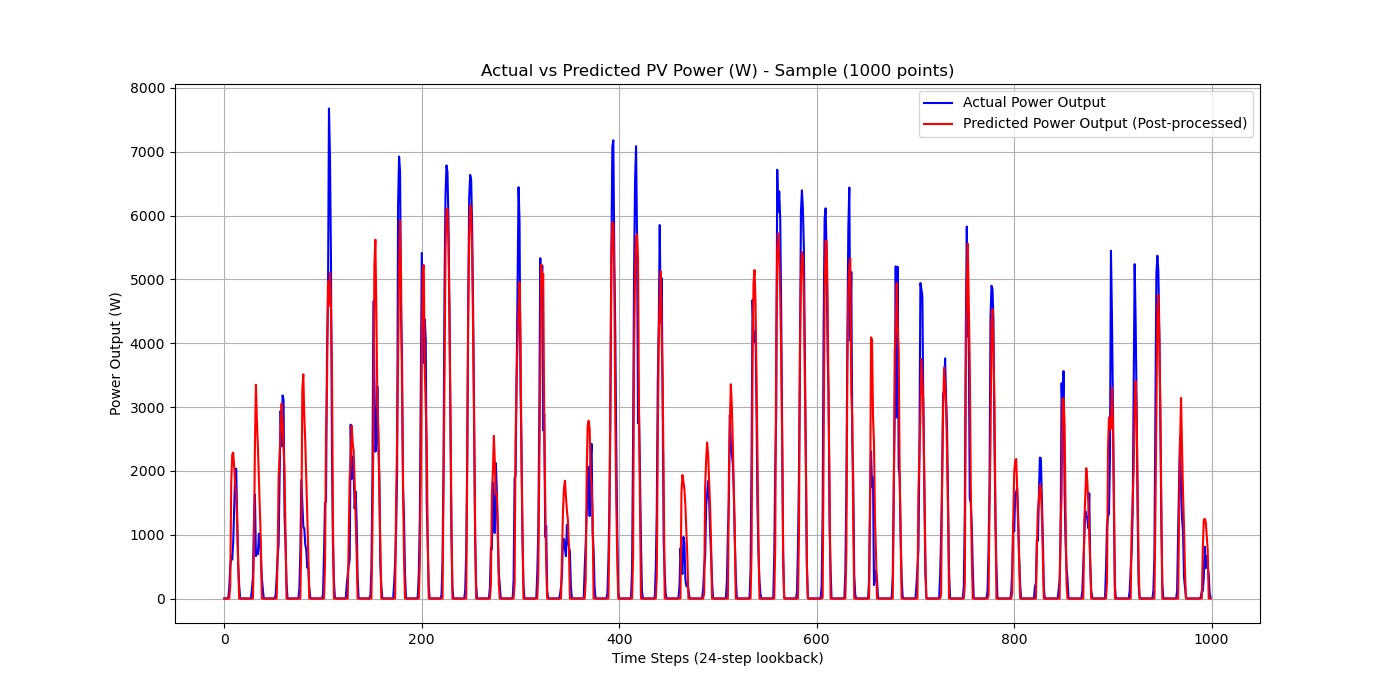 Actual vs Predicted PV Power (W) - Sample (1000 points)
Actual Power Output
Predicted Power Output (Post-processed)
8000
7000
6000
5000
4000
3000
2000
1000
0
Power Output (W)
0 200 400 600 800 1000
Time Steps (24-step lookback)